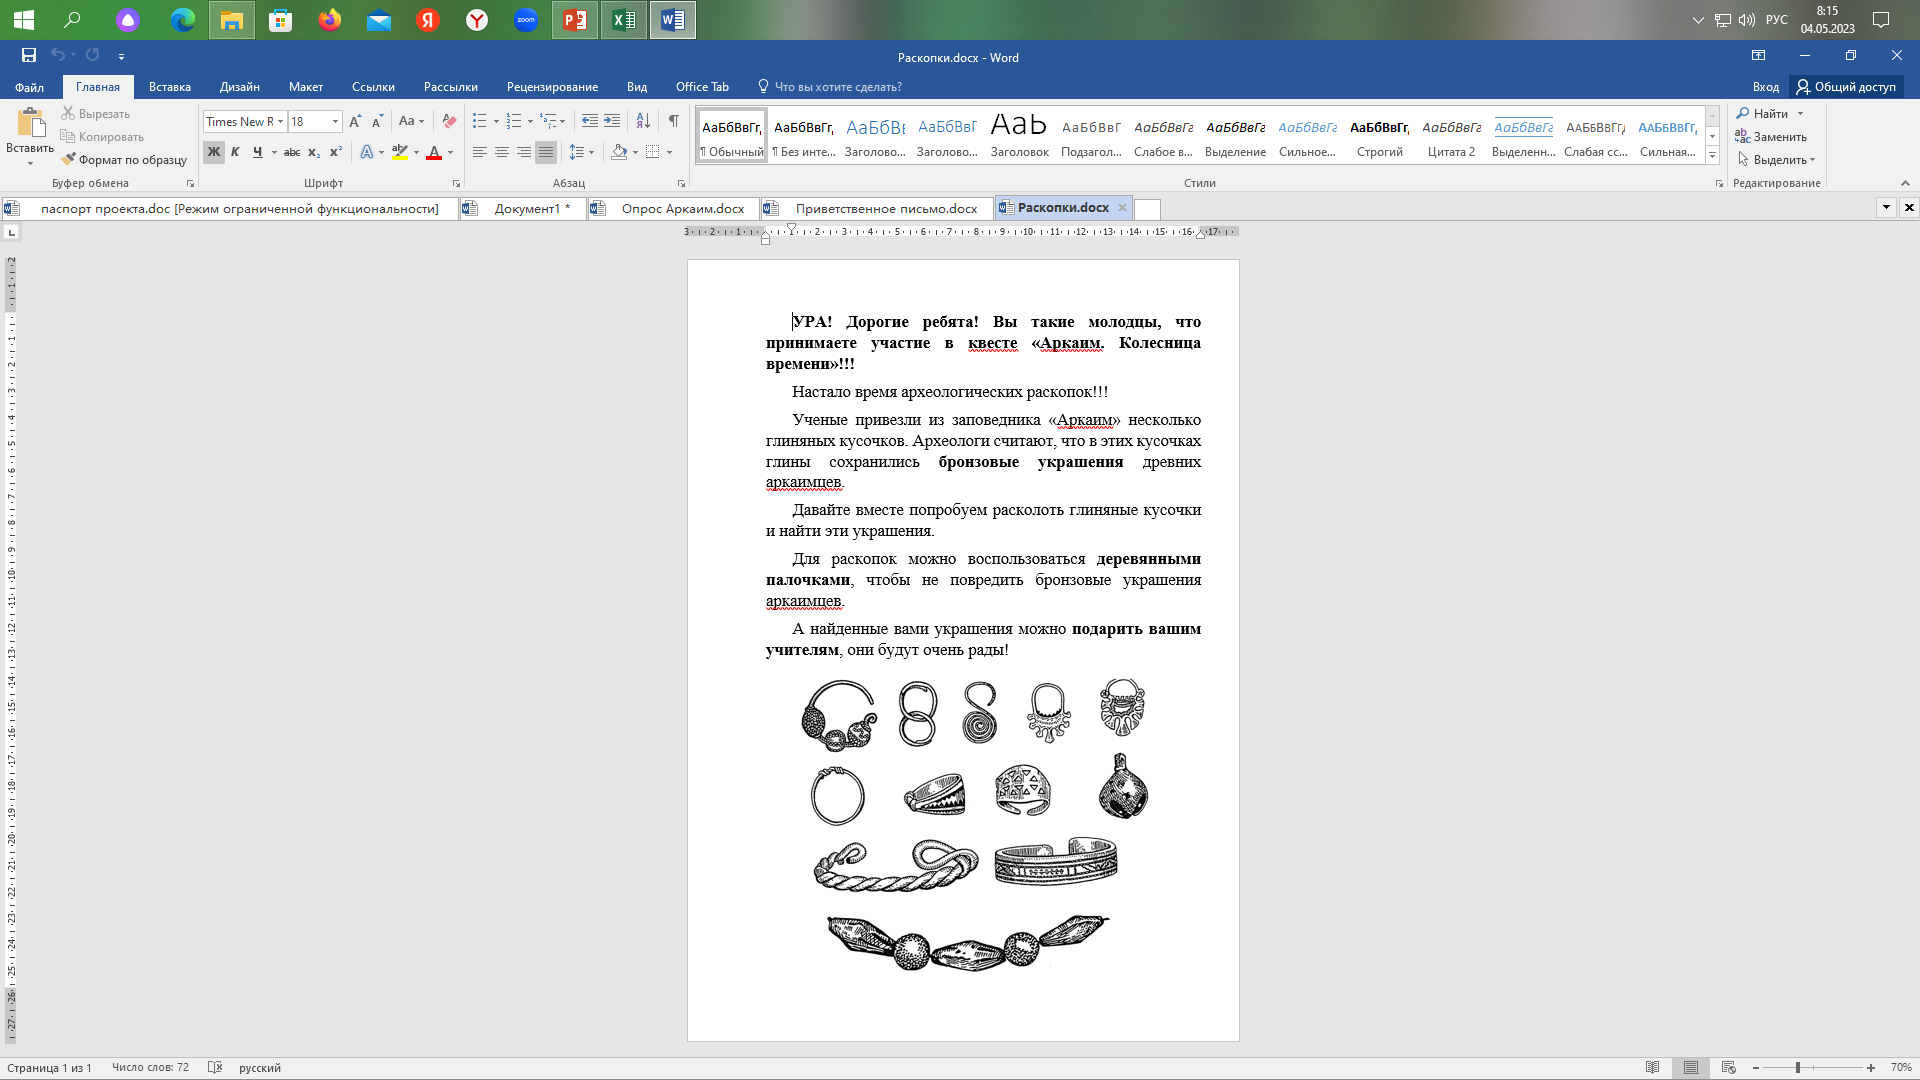 zoom
РУС
8:15
04.05.2023
Раскопки.docx - Word
Файл
Главная
Вставка
Дизайн
Макет
Ссылки
Рассылки
Рецензирование
Вид
Office Tab
Что вы хотите сделать?
Вход
Общий доступ
Вставить
Вырезать
Копировать
Формат по образцу
Буфер обмена
Times New R
18
Шрифт
Абзац
¶ Обычный
¶ Без инте...
Заголово...
Заголово...
Заголовок
Подзагол...
Слабое в...
Выделение
Сильное...
Строгий
Цитата 2
Выделенн...
Слабая сс...
Сильная...
Стили
Найти
Заменить
Выделить
Редактирование
паспорт проекта.doc [Режим ограниченной функциональности]
Документ1 *
Опрос Аркаим.docx
Приветственное письмо.docx
Раскопки.docx
УРА! Дорогие ребята! Вы такие молодцы, что
принимаете участие в квесте «Аркаим. Колесница
времени»!!!
Настало время археологических раскопок!!!
Ученые привезли из заповедника «Аркаим» несколько
глиняных кусочков. Археологи считают, что в этих кусочках
глины сохранились бронзовые украшения древних
аркаимцев.
Давайте вместе попробуем расколоть глиняные кусочки
и найти эти украшения.
Для раскопок можно воспользоваться деревянными
палочками, чтобы не повредить бронзовые украшения
аркаимцев.
А найденные вами украшения можно подарить вашим
учителям, они будут очень рады!
Страница 1 из 1
Число слов: 72
русский
70%